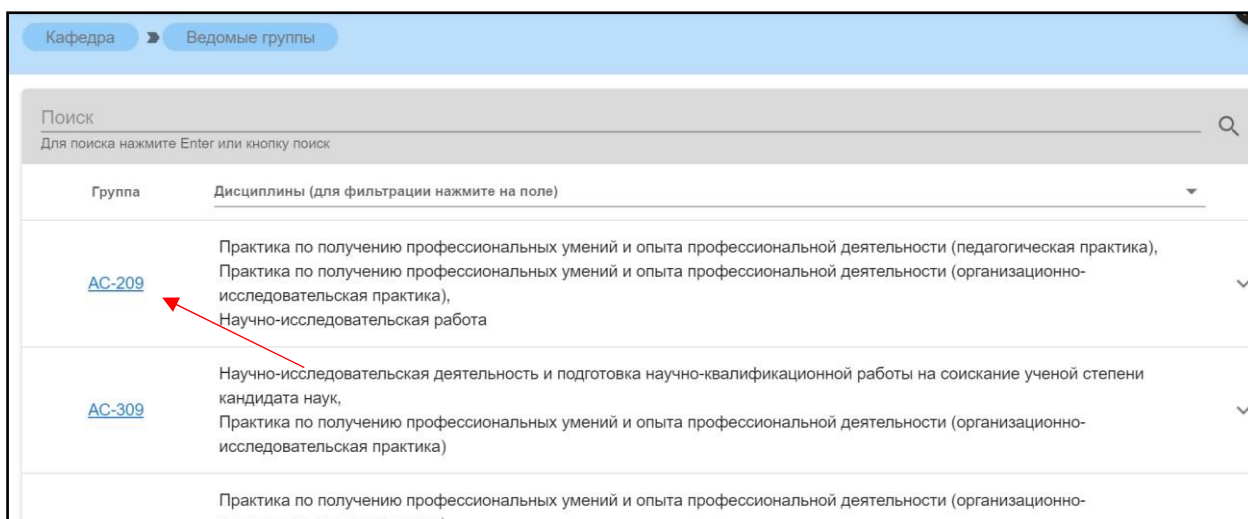 Кафедра Ведомые группы
Поиск
Для поиска нажмите Enter или кнопку поиск
Группа Дисциплины (для фильтрации нажмите на поле)
Практика по получению профессиональных умений и опыта профессиональной деятельности (педагогическая практика),
АС-209 Практика по получению профессиональных умений и опыта профессиональной деятельности (организационно-
исследовательская практика),
Научно-исследовательская работа
Научно-исследовательская деятельность и подготовка научно-квалификационной работы на соискание ученой степени
АС-309 кандидата наук,
Практика по получению профессиональных умений и опыта профессиональной деятельности (организационно-
исследовательская практика)
Практика по получению профессиональных умений и опыта профессиональной деятельности (организационно-